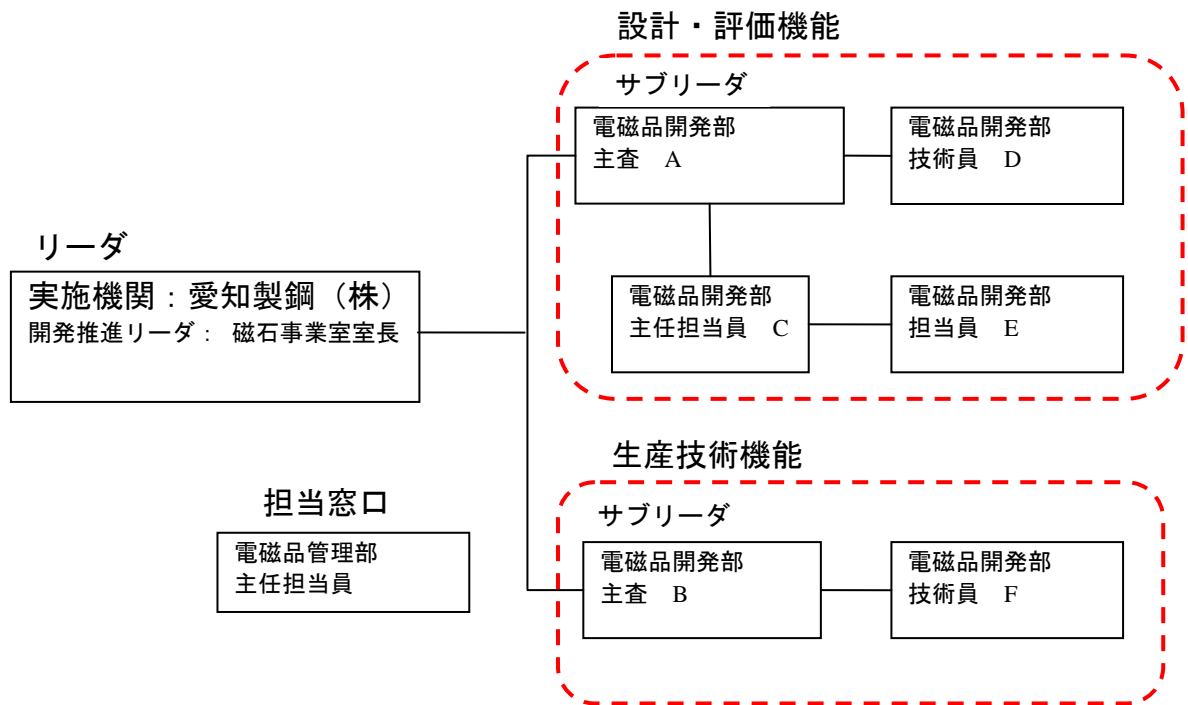 設計・評価機能
サブリーダ
電磁品開発部
主査 A
電磁品開発部
技術員 D
電磁品開発部
主任担当員 C
電磁品開発部
担当員 E
リーダ
実施機関：愛知製鋼（株）
開発推進リーダ： 磁石事業室室長
担当窓口
電磁品管理部
主任担当員
生産技術機能
サブリーダ
電磁品開発部
主査 B
電磁品開発部
技術員 F